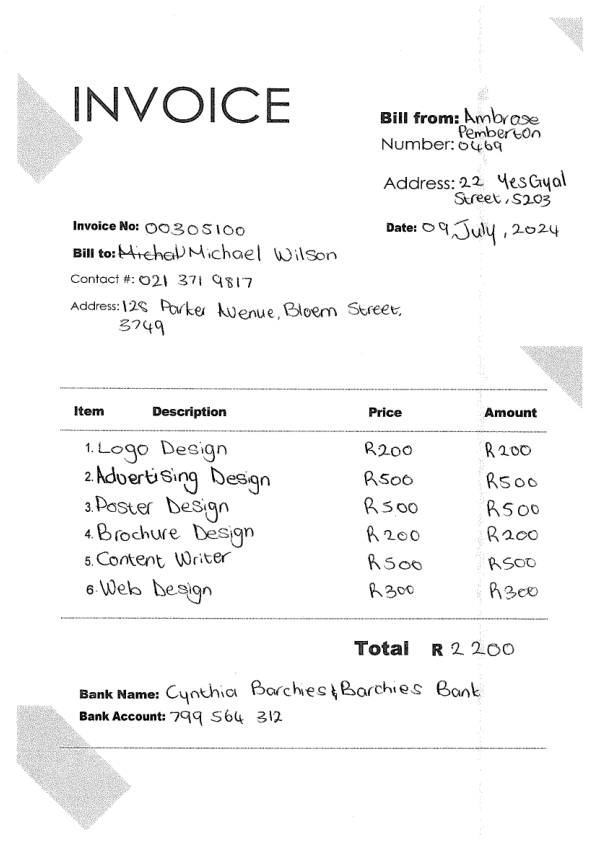 INVOICE
Bill from: Ambrose
Pemberton
Number: 0469
Address: 22 YesGyal
Street, 5203
Invoice No: 00305100
Date: 09 July, 2024
Bill to: Michal Michael Wilson
Contact #: 021 371 9817
Address: 128 Parker Avenue, Bloem Street,
3749
Item Description Price Amount
1. Logo Design R200 R200
2. Advertising Design R500 R500
3. Poster Design R500 R500
4. Brochure Design R200 R200
5. Content Writer R500 R500
6. Web Design R300 R300
Total R 2 200
Bank Name: Cynthia Barchies & Barchies Bank
Bank Account: 799 564 312